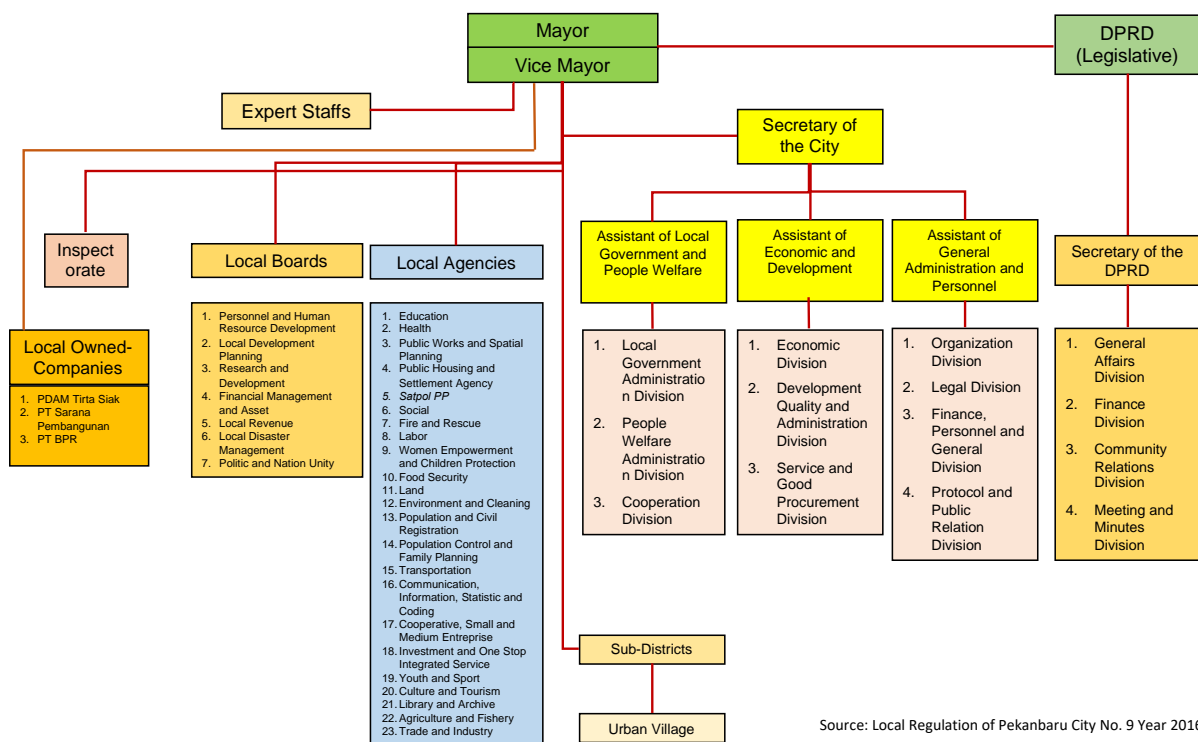 Mayor
Vice Mayor
DPRD
(Legislative)
Expert Staffs
Secretary of
the City
Inspect
orate
Local Boards
Local Agencies
Assistant of Local
Government and
People Welfare
Assistant of
Economic and
Development
Assistant of
General
Administration and
Personnel
Secretary of the
DPRD
Local Owned-
Companies
1. PDAM Tirta Siak
2. PT Sarana
Pembangunan
3. PT BPR
1. Personnel and Human
Resource Development
2. Local Development
Planning
3. Research and
Development
4. Financial Management
and Asset
5. Local Revenue
6. Local Disaster
Management
7. Politic and Nation Unity
1. Education
2. Health
3. Public Works and Spatial
Planning
4. Public Housing and
Settlement Agency
5. Satpol PP
6. Social
7. Fire and Rescue
8. Labor
9. Women Empowerment
and Children Protection
10. Food Security
11. Land
12. Environment and Cleaning
13. Population and Civil
Registration
14. Population Control and
Family Planning
15. Transportation
16. Communication,
Information, Statistic and
Coding
17. Cooperative, Small and
Medium Entreprise
18. Investment and One Stop
Integrated Service
19. Youth and Sport
20. Culture and Tourism
21. Library and Archive
22. Agriculture and Fishery
23. Trade and Industry
1. Local
Government
Administratio
n Division
2. People
Welfare
Administratio
n Division
3. Cooperation
Division
1. Economic
Division
2. Development
Quality and
Administration
Division
3. Service and
Good
Procurement
Division
1. Organization
Division
2. Legal Division
3. Finance,
Personnel and
General
Division
4. Protocol and
Public
Relation
Division
1. General
Affairs
Division
2. Finance
Division
3. Community
Relations
Division
4. Meeting and
Minutes
Division
Sub-Districts
Urban Village
Source: Local Regulation of Pekanbaru City No. 9 Year 2016